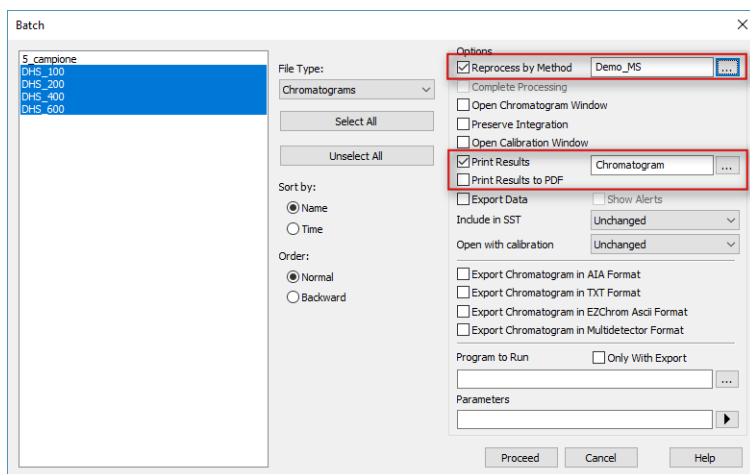 Batch
5_campione
DHS_100
DHS_200
DHS_400
DHS_600
File Type:
Chromatograms
Select All
Unselect All
Sort by:
Name
Time
Order:
Normal
Backward
Options
Reprocess by Method Demo_MS ...
Complete Processing
Open Chromatogram Window
Preserve Integration
Open Calibration Window
Print Results Chromatogram ...
Print Results to PDF
Export Data Show Alerts
Include in SST Unchanged
Open with calibration Unchanged
Export Chromatogram in AIA Format
Export Chromatogram in TXT Format
Export Chromatogram in EZChrom Ascii Format
Export Chromatogram in Multidetector Format
Program to Run Only With Export
...
Parameters
Proceed Cancel Help